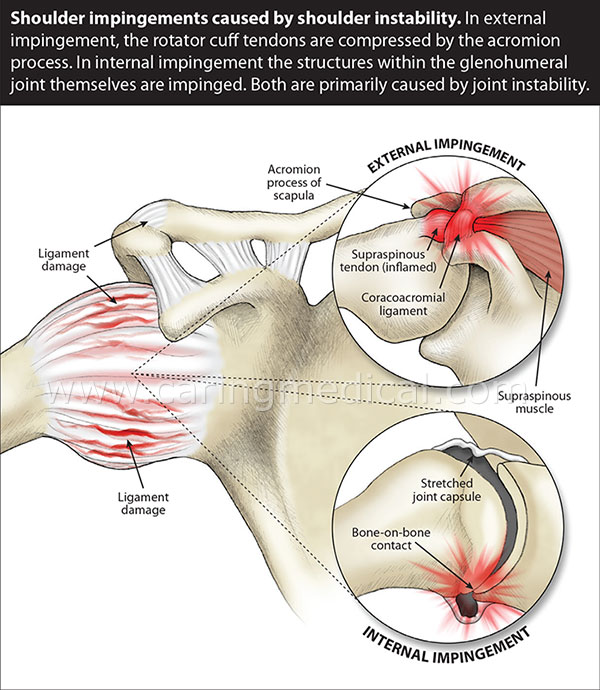 Shoulder impingements caused by shoulder instability. In external
impingement, the rotator cuff tendons are compressed by the acromion
process. In internal impingement the structures within the glenohumeral
joint themselves are impinged. Both are primarily caused by joint instability.
EXTERNAL IMPINGEMENT
Acromion
process of
scapula
Ligament
damage
Supraspinous
tendon (inflamed)
Coracoacromial
ligament
www.caringmedical.com
Supraspinous
muscle
Ligament
damage
Stretched
joint capsule
Bone-on-bone
contact
INTERNAL IMPINGEMENT